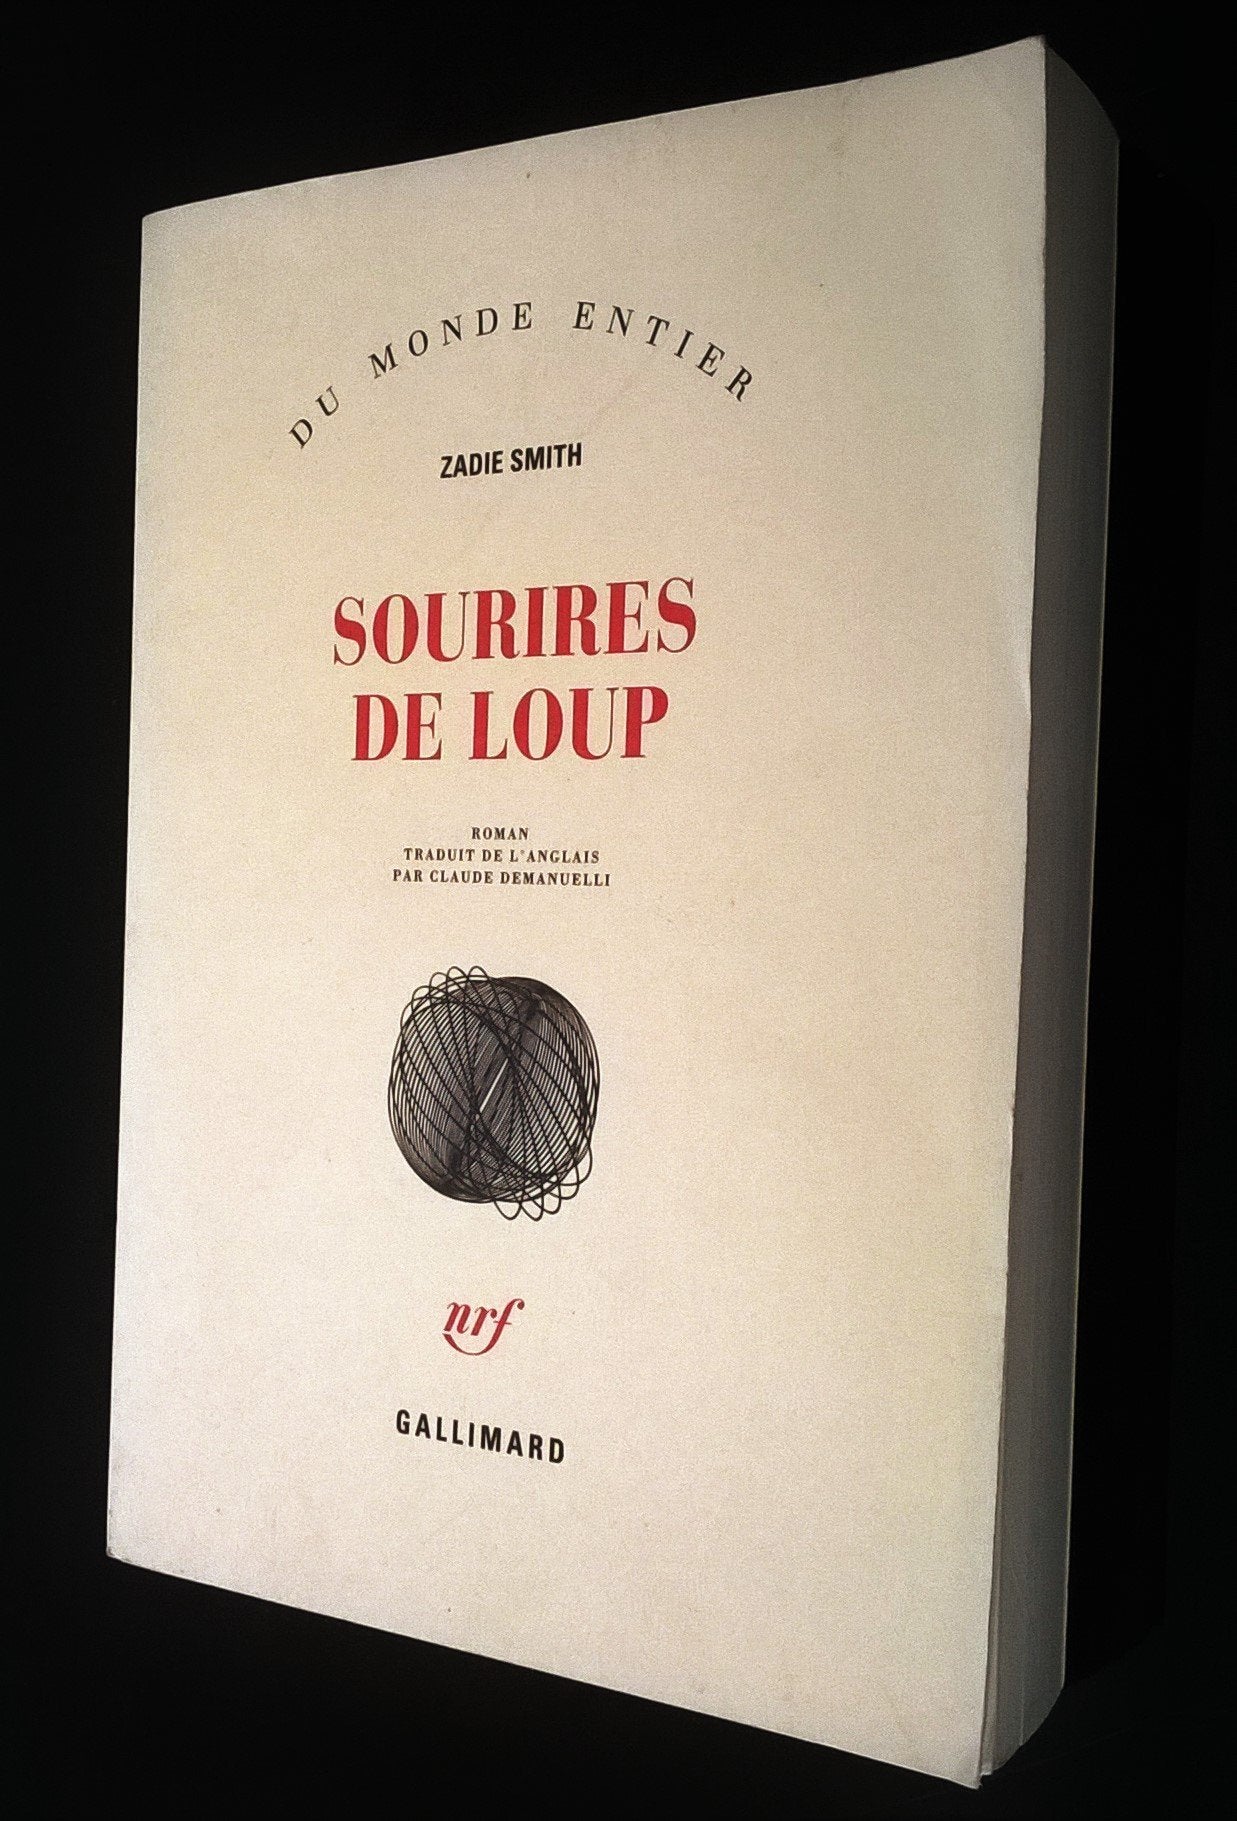 DU MONDE ENTIER
ZADIE SMITH
SOURIRES
DE LOUP
ROMAN
TRADUIT DE L'ANGLAIS
PAR CLAUDE DEMANUELLI
nrf
GALLIMARD